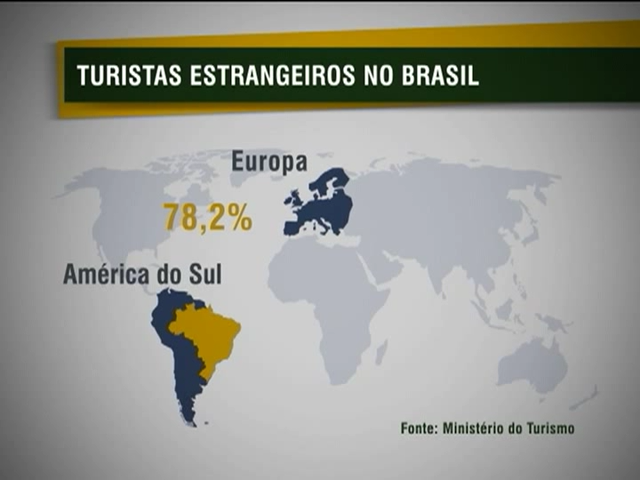 TURISTAS ESTRANGEIROS NO BRASIL
Europa
78,2%
América do Sul
Fonte: Ministério do Turismo